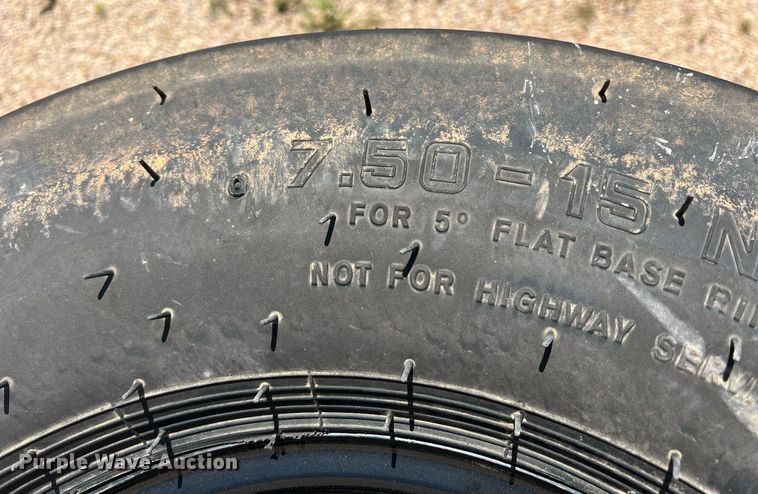 7.50-15 N
FOR 5° FLAT BASE
NOT FOR HIGHWAY
Purple Wave Auction